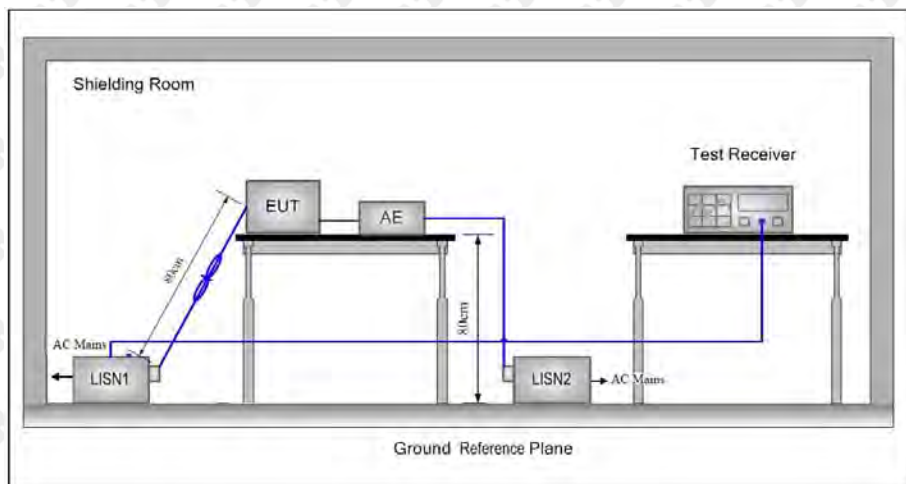 Shielding Room
Test Receiver
EUT
AE
80cm
80cm
AC Mains
LISN1
LISN2
AC Mains
Ground Reference Plane